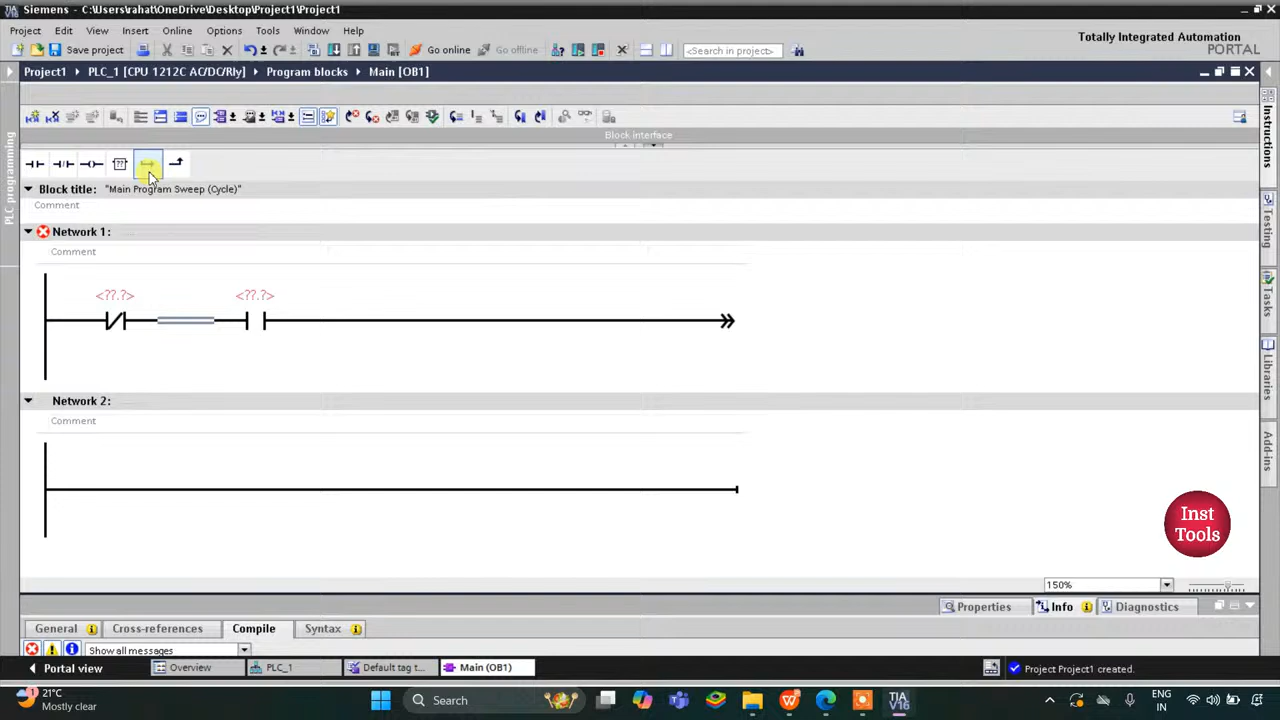 TIA
V16
Siemens - C:\Users\rahat\OneDrive\Desktop\Project1\Project1
Project Edit View Insert Online Options Tools Window Help
Totally Integrated Automation
PORTAL
Save project
Go online
Go offline
<Search in project>
Project1
PLC_1 [CPU 1212C AC/DC/Rly]
Program blocks
Main [OB1]
PLC programming
Block interface
??
Block title: "Main Program Sweep (Cycle)"
Comment
Network 1:
Comment
<??.?> <??.?>
Network 2:
Comment
Inst
Tools
150%
Instructions
Testing
Tasks
Libraries
Add-ins
Properties
Info
Diagnostics
General
Cross-references
Compile
Syntax
Show all messages
Portal view
Overview
PLC_1
Default tag t...
Main (OB1)
Project Project1 created.
21°C
Mostly clear
Search
TIA
V16
ENG
IN